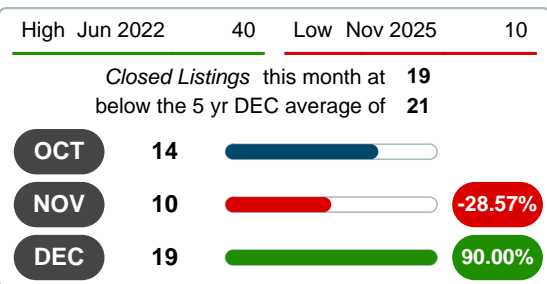 High Jun 2022 40 Low Nov 2025 10
Closed Listings this month at 19
below the 5 yr DEC average of 21
OCT 14
NOV 10 -28.57%
DEC 19 90.00%